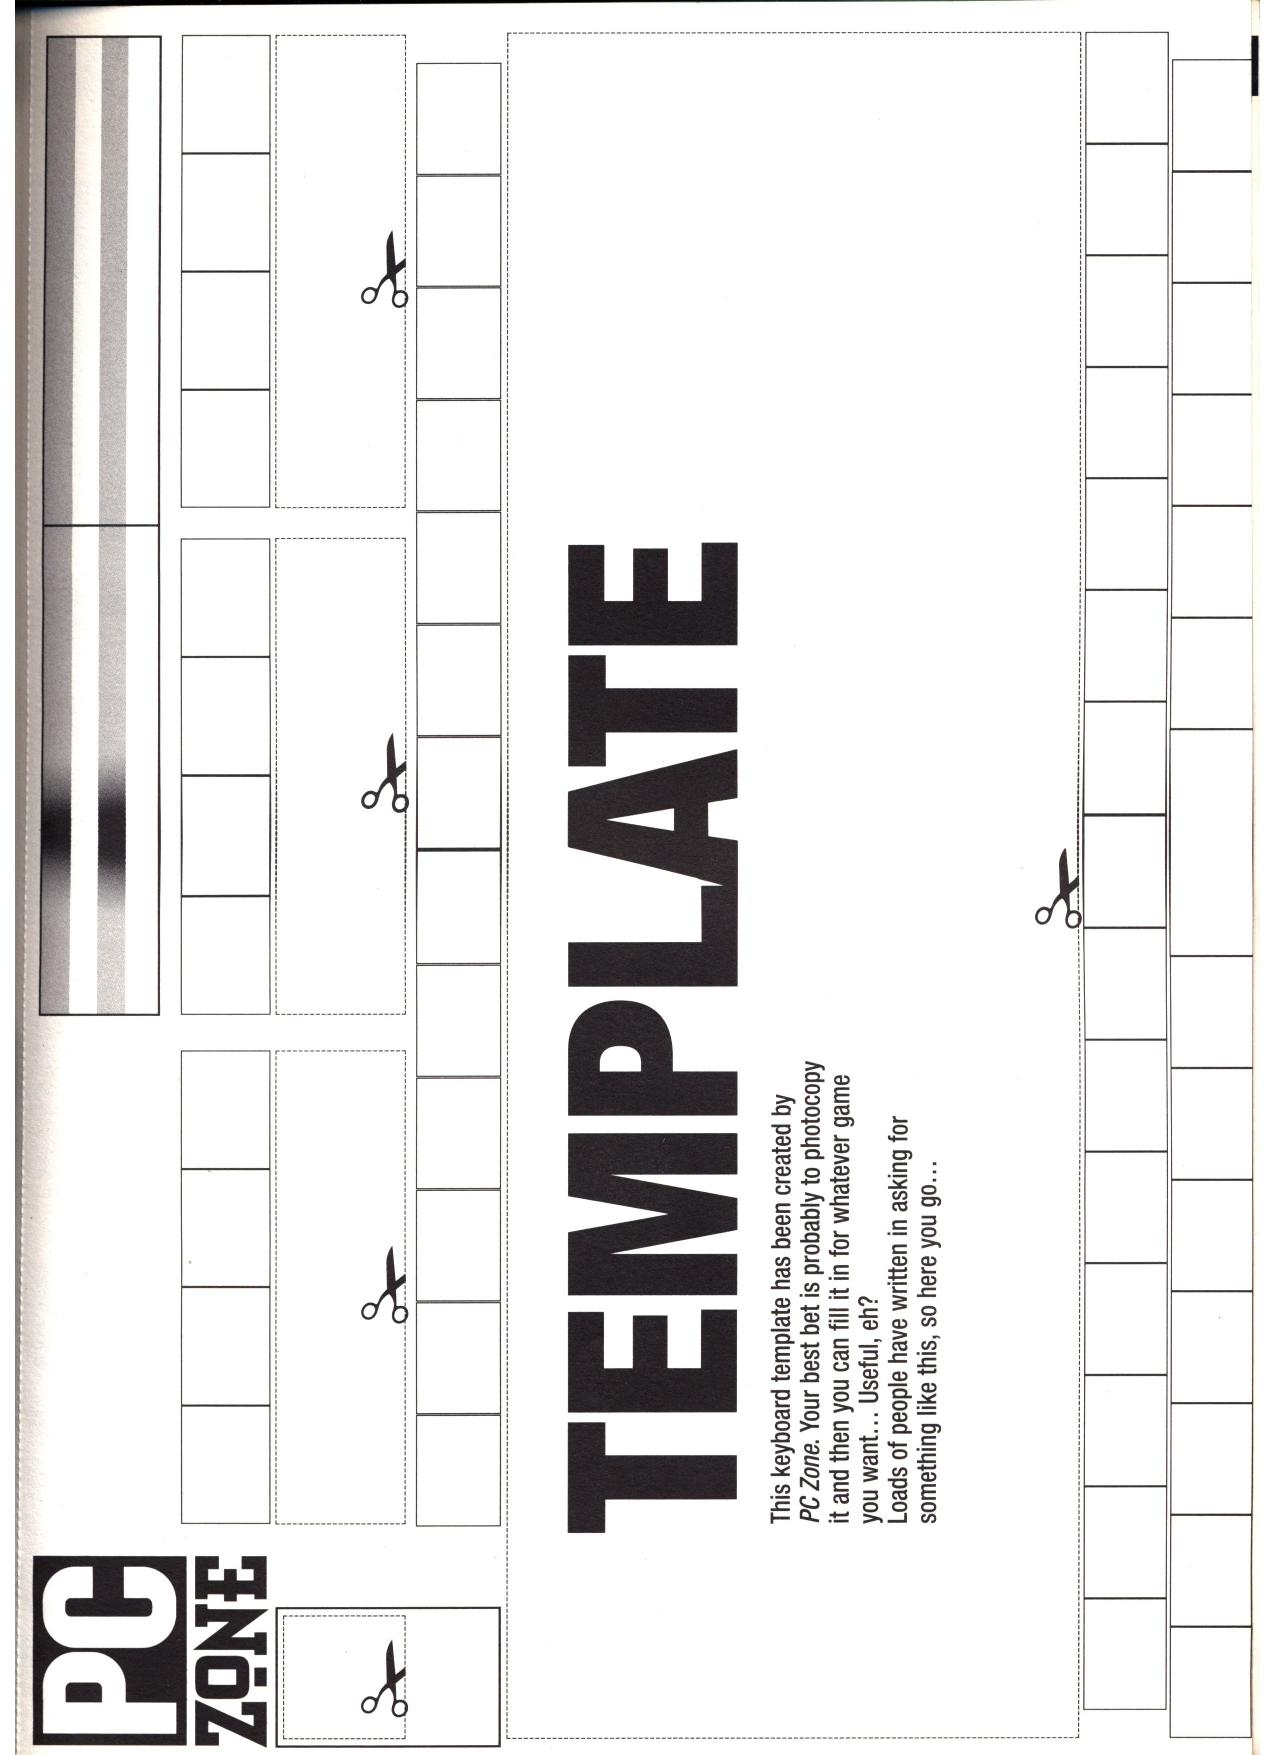 PC
ZONE
TEMPLATE
This keyboard template has been created by
PC Zone. Your best bet is probably to photocopy
it and then you can fill it in for whatever game
you want… Useful, eh?
Loads of people have written in asking for
something like this, so here you go…